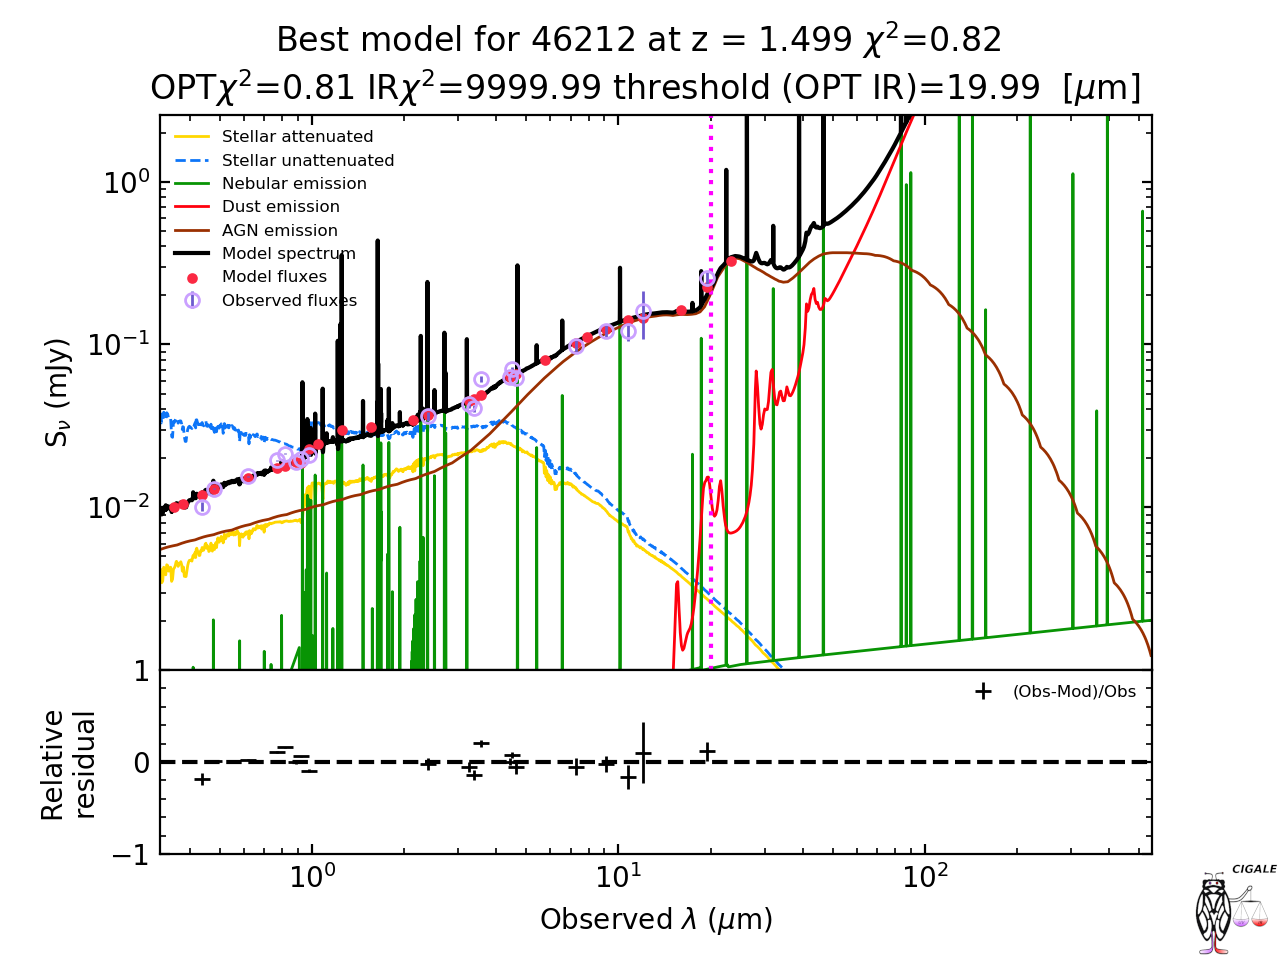 Best model for 46212 at z = 1.499 χ²=0.82
OPTχ²=0.81 IRχ²=9999.99 threshold (OPT IR)=19.99 [μm]
Stellar attenuated
Stellar unattenuated
Nebular emission
Dust emission
AGN emission
Model spectrum
Model fluxes
Observed fluxes
10⁰
10⁻¹
10⁻²
S_ν (mJy)
1
0
−1
Relative
residual
(Obs-Mod)/Obs
10⁰ 10¹ 10²
Observed λ (μm)
CIGALE